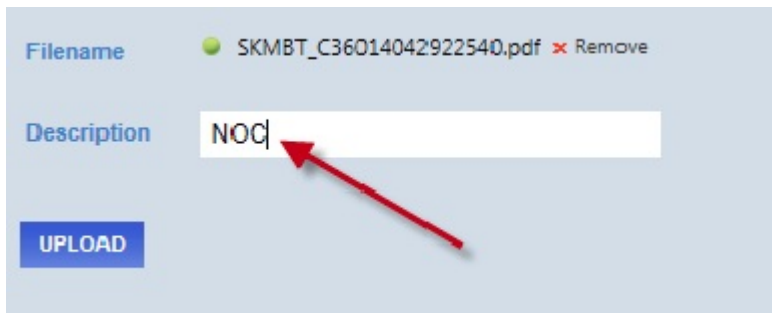 Filename SKMBT_C36014042922540.pdf × Remove
Description NOC
UPLOAD